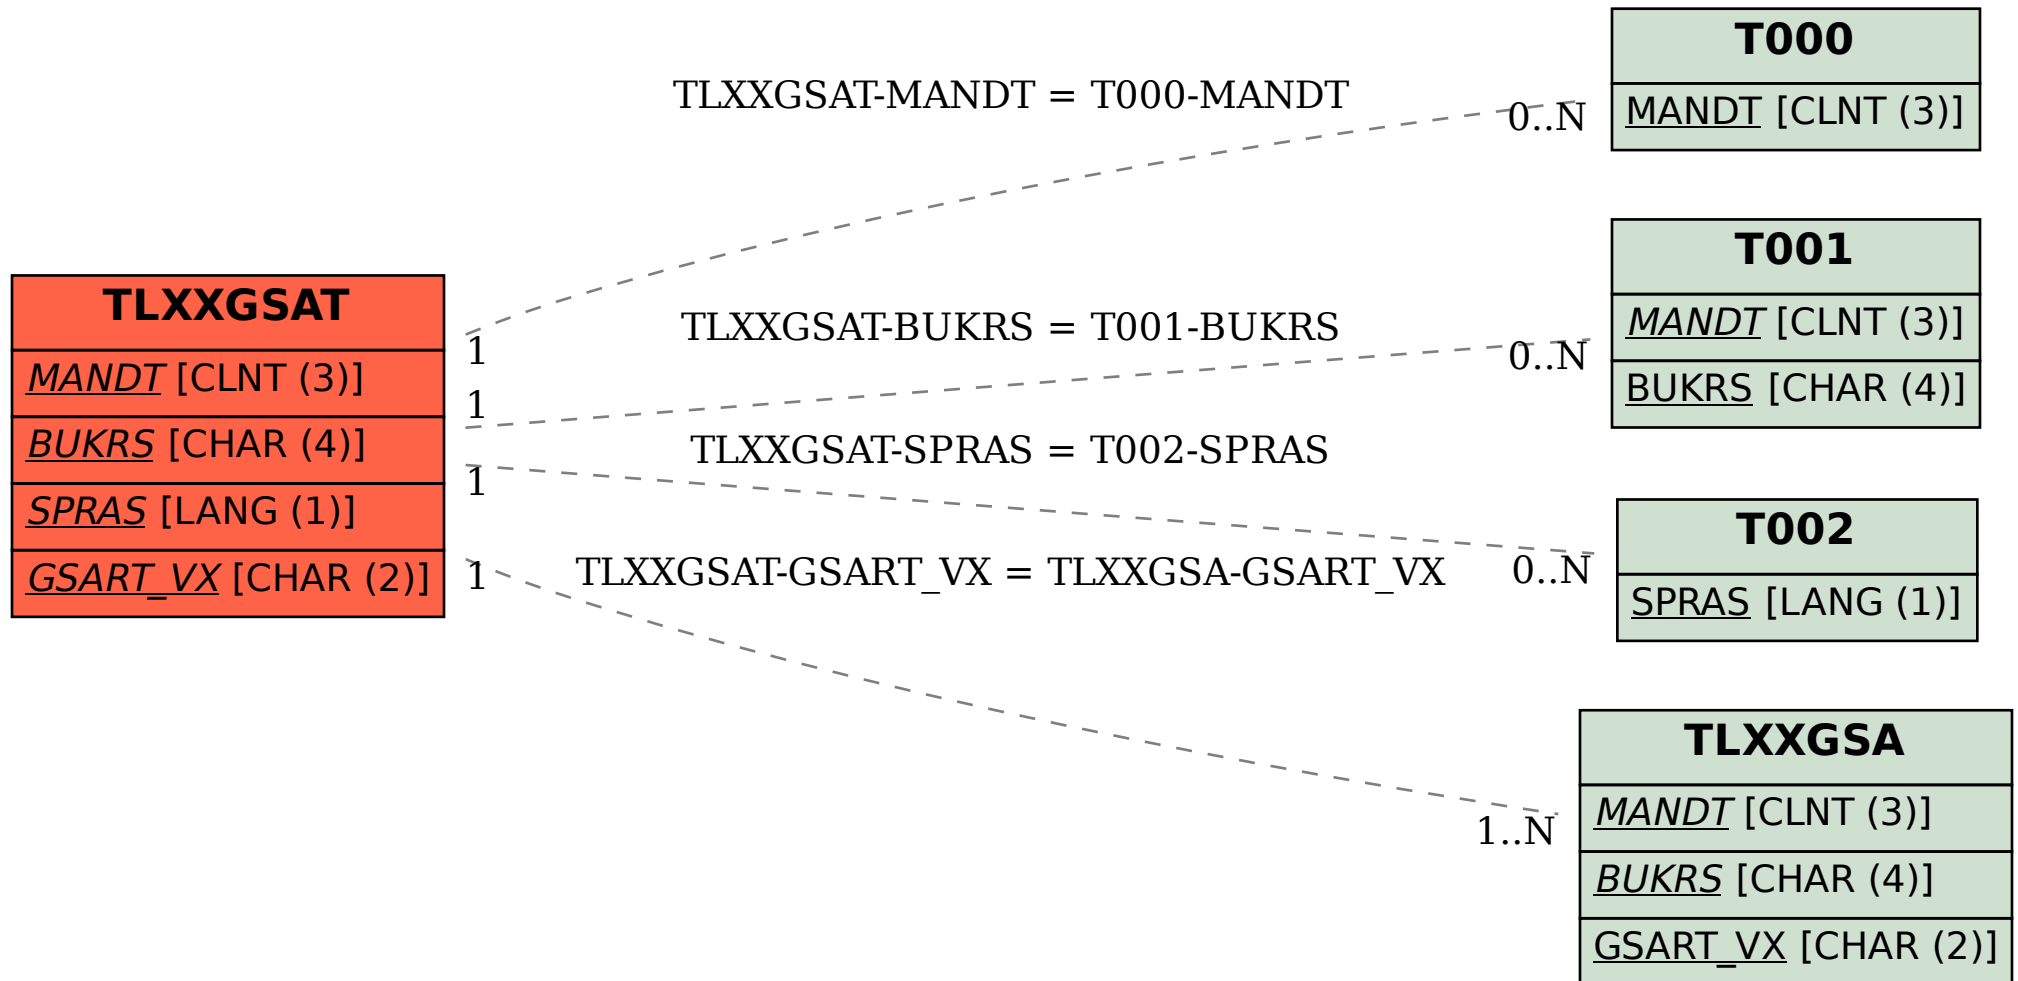 TLXXGSAT
MANDT [CLNT (3)]
BUKRS [CHAR (4)]
SPRAS [LANG (1)]
GSART_VX [CHAR (2)]
TLXXGSAT-MANDT = T000-MANDT
1
0..N
TLXXGSAT-BUKRS = T001-BUKRS
1
0..N
TLXXGSAT-SPRAS = T002-SPRAS
1
0..N
TLXXGSAT-GSART_VX = TLXXGSA-GSART_VX
1
1..N
T000
MANDT [CLNT (3)]
T001
MANDT [CLNT (3)]
BUKRS [CHAR (4)]
T002
SPRAS [LANG (1)]
TLXXGSA
MANDT [CLNT (3)]
BUKRS [CHAR (4)]
GSART_VX [CHAR (2)]